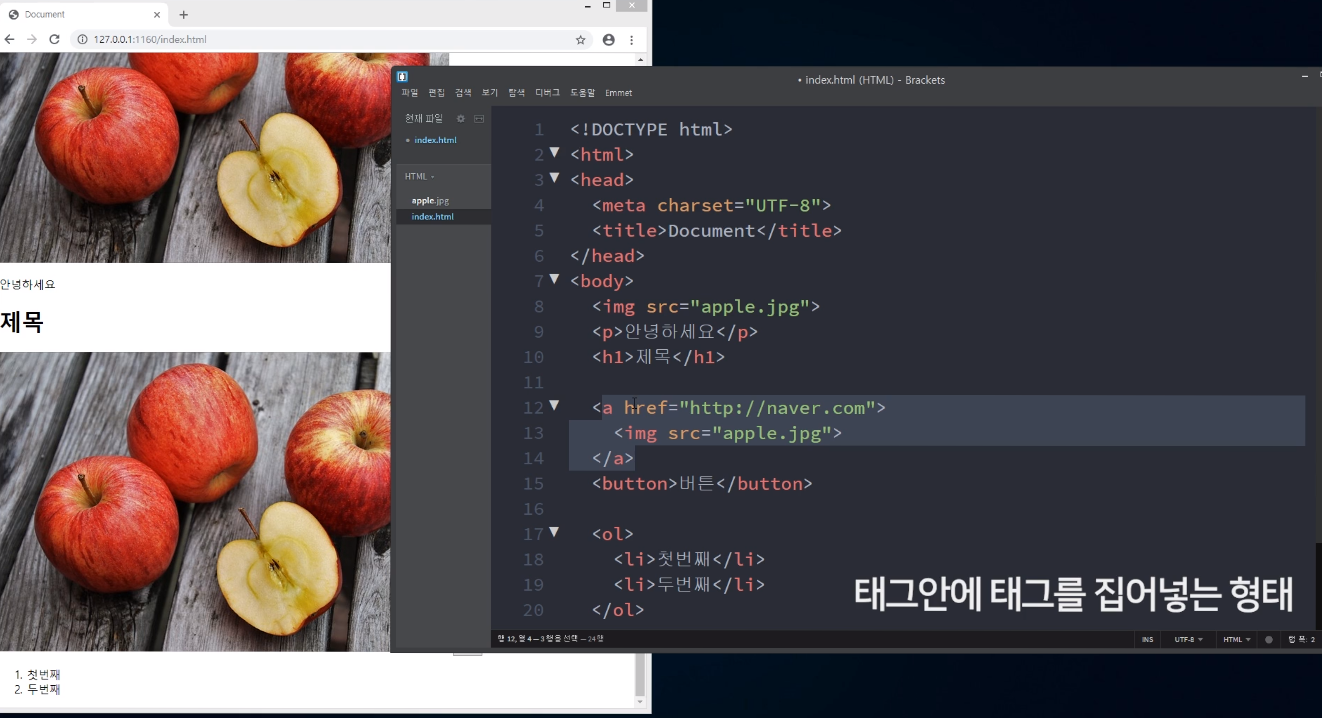 Document
127.0.0.1:1160/index.html
안녕하세요
제목
1. 첫번째
2. 두번째
• index.html (HTML) - Brackets
파일 편집 검색 보기 탐색 디버그 도움말 Emmet
현재 파일
• index.html
HTML
apple.jpg
index.html
1 <!DOCTYPE html>
2 <html>
3 <head>
4 <meta charset="UTF-8">
5 <title>Document</title>
6 </head>
7 <body>
8 <img src="apple.jpg">
9 <p>안녕하세요</p>
10 <h1>제목</h1>
11
12 <a href="http://naver.com">
13 <img src="apple.jpg">
14 </a>
15 <button>버튼</button>
16
17 <ol>
18 <li>첫번째</li>
19 <li>두번째</li>
20 </ol>
태그안에 태그를 집어넣는 형태
행 12, 열 4 — 3 행을 선택 — 24행
INS UTF-8 HTML 탭 폭: 2